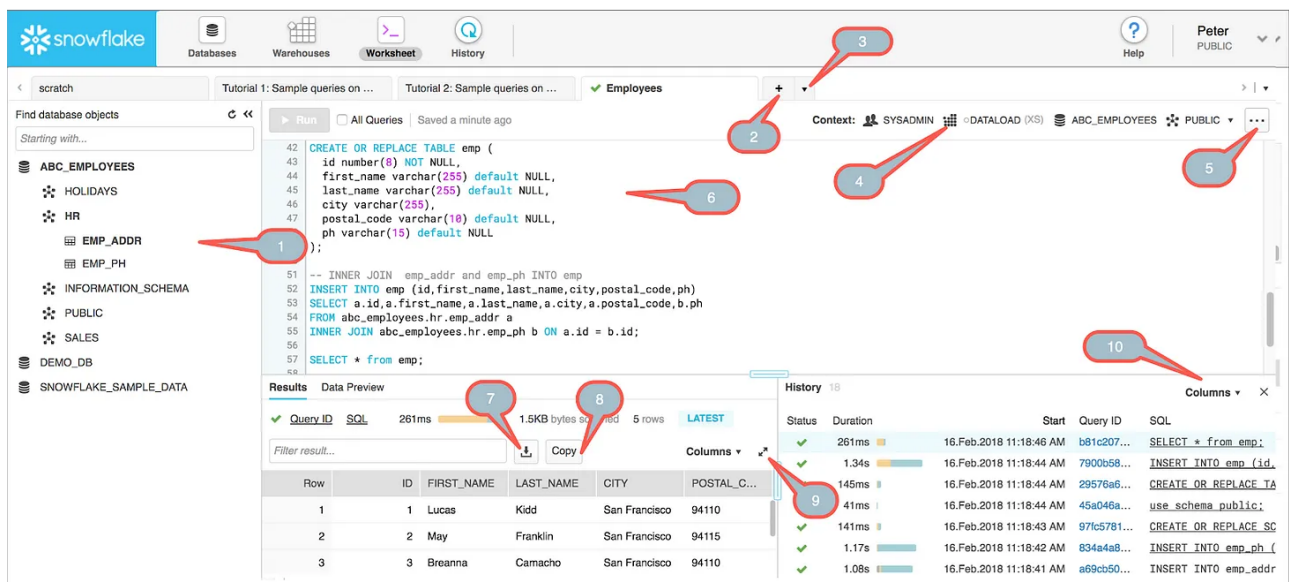 snowflake
Databases
Warehouses
Worksheet
History
Help
Peter
PUBLIC
3
scratch
Tutorial 1: Sample queries on ...
Tutorial 2: Sample queries on ...
Employees
+
2
Find database objects
Starting with...
ABC_EMPLOYEES
HOLIDAYS
HR
EMP_ADDR
EMP_PH
INFORMATION_SCHEMA
PUBLIC
SALES
DEMO_DB
SNOWFLAKE_SAMPLE_DATA
1
Run All Queries Saved a minute ago
Context: SYSADMIN DATALOAD (XS) ABC_EMPLOYEES PUBLIC ...
4
5
6
42 CREATE OR REPLACE TABLE emp (
43 id number(8) NOT NULL,
44 first_name varchar(255) default NULL,
45 last_name varchar(255) default NULL,
46 city varchar(255),
47 postal_code varchar(10) default NULL,
ph varchar(15) default NULL
);
51 -- INNER JOIN emp_addr and emp_ph INTO emp
52 INSERT INTO emp (id,first_name,last_name,city,postal_code,ph)
53 SELECT a.id,a.first_name,a.last_name,a.city,a.postal_code,b.ph
54 FROM abc_employees.hr.emp_addr a
55 INNER JOIN abc_employees.hr.emp_ph b ON a.id = b.id;
56
57 SELECT * from emp;
58
Results Data Preview
7
8
Query ID SQL 261ms 1.5KB bytes 5 rows LATEST
Filter result... Copy Columns
9
Row ID FIRST_NAME LAST_NAME CITY POSTAL_C...
1 1 Lucas Kidd San Francisco 94110
2 2 May Franklin San Francisco 94115
3 3 Breanna Camacho San Francisco 94110
10
History 18 Columns
Status Duration Start Query ID SQL
261ms 16.Feb.2018 11:18:46 AM b81c207... SELECT * from emp;
1.34s 16.Feb.2018 11:18:44 AM 7900b58... INSERT INTO emp (id,
145ms 16.Feb.2018 11:18:44 AM 29576a6... CREATE OR REPLACE TA
41ms 16.Feb.2018 11:18:44 AM 45a046a... use schema public;
141ms 16.Feb.2018 11:18:43 AM 97fc5781... CREATE OR REPLACE SC
1.17s 16.Feb.2018 11:18:42 AM 834a4a8... INSERT INTO emp_ph (
1.08s 16.Feb.2018 11:18:41 AM a69cb50... INSERT INTO emp_addr